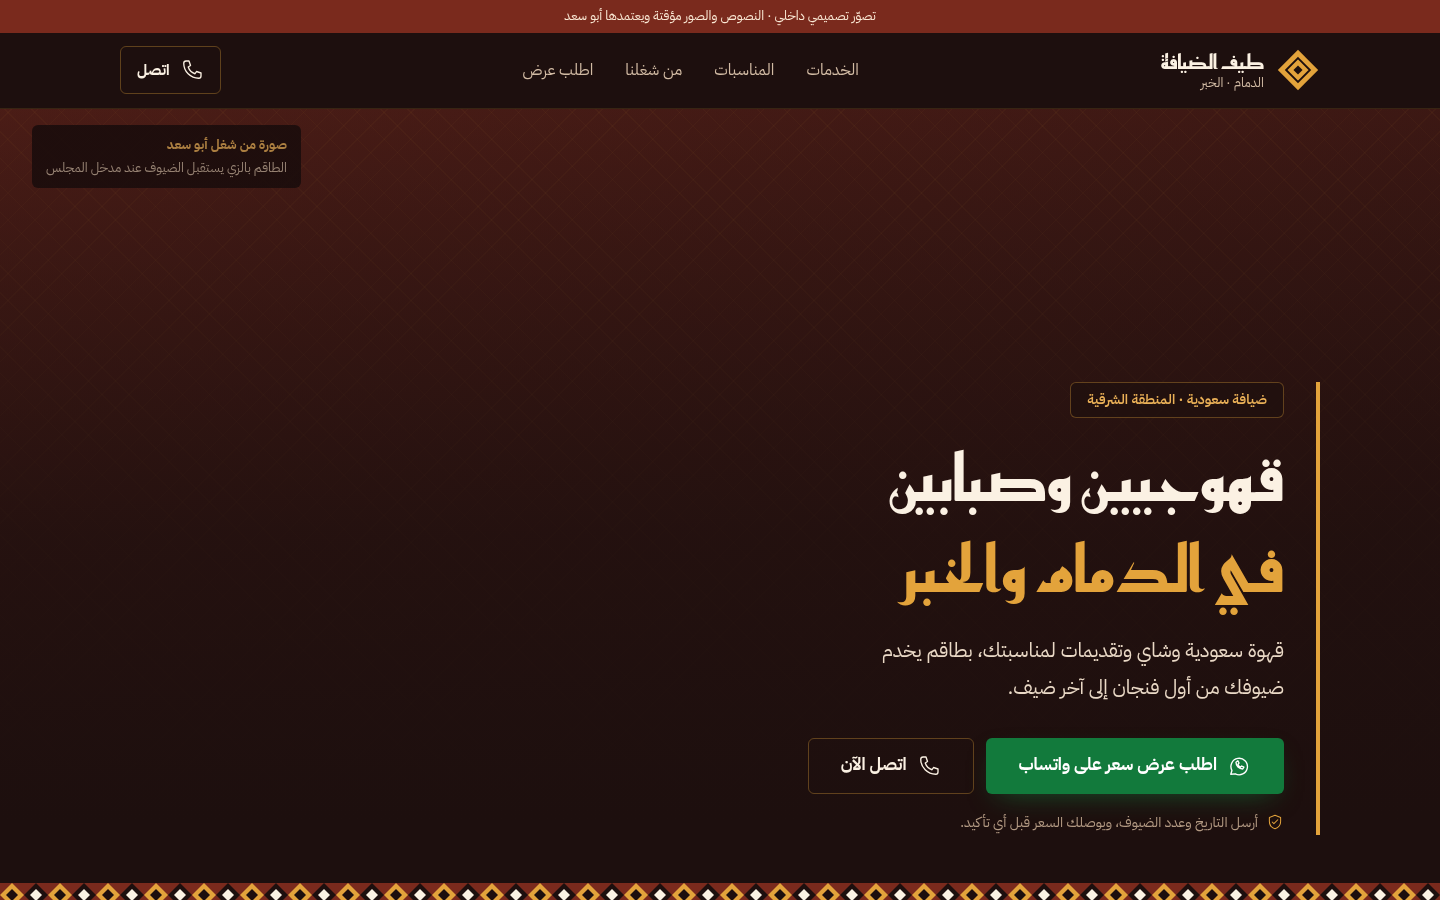 تصوّر تصميمي داخلي · النصوص والصور مؤقتة ويعتمدها أبو سعد
طيف الضيافة
الدمام · الخبر
الخدمات
المناسبات
من شغلنا
اطلب عرض
اتصل
صورة من شغل أبو سعد
الطاقم بالزي يستقبل الضيوف عند مدخل المجلس
ضيافة سعودية · المنطقة الشرقية
قهوجيين وصبابين
في الدمام والخبر
قهوة سعودية وشاي وتقديمات لمناسبتك، بطاقم يخدم
ضيوفك من أول فنجان إلى آخر ضيف.
اطلب عرض سعر على واتساب
اتصل الآن
أرسل التاريخ وعدد الضيوف، ويوصلك السعر قبل أي تأكيد.